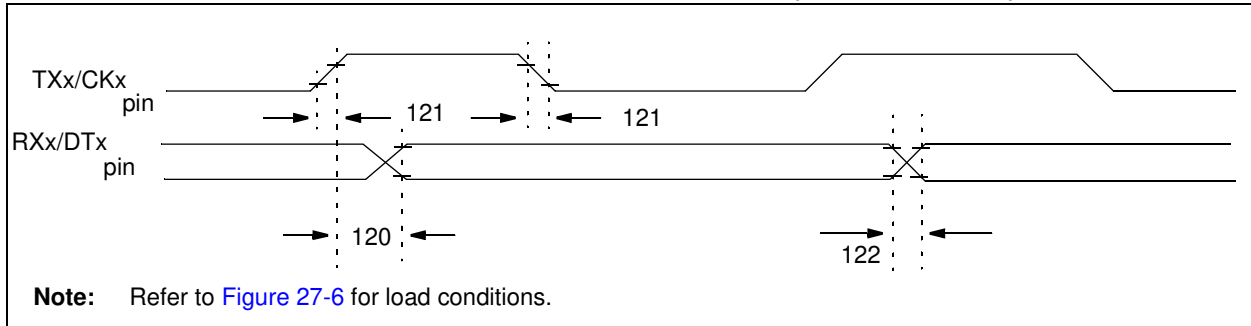 TXx/CKx
pin
121
121
RXx/DTx
pin
120
122
Note: Refer to Figure 27-6 for load conditions.